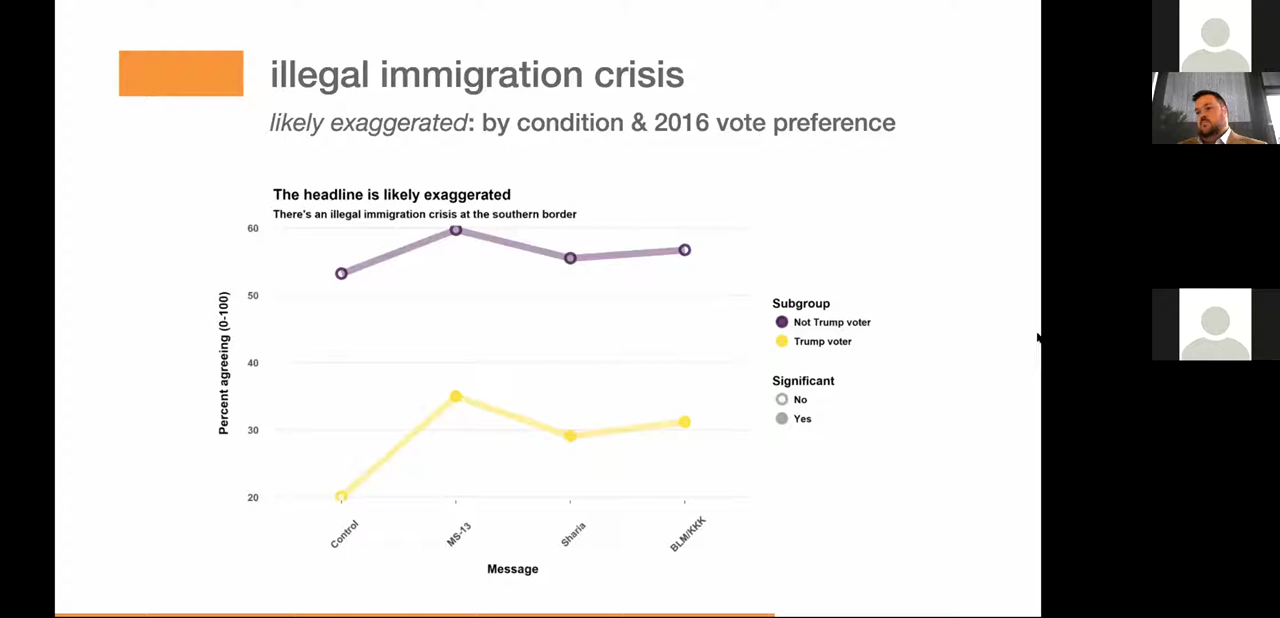 illegal immigration crisis
likely exaggerated: by condition & 2016 vote preference
The headline is likely exaggerated
There's an illegal immigration crisis at the southern border
60
50
40
30
20
Percent agreeing (0-100)
Control
MS-13
Sharia
BLM/KKK
Message
Subgroup
Not Trump voter
Trump voter
Significant
No
Yes